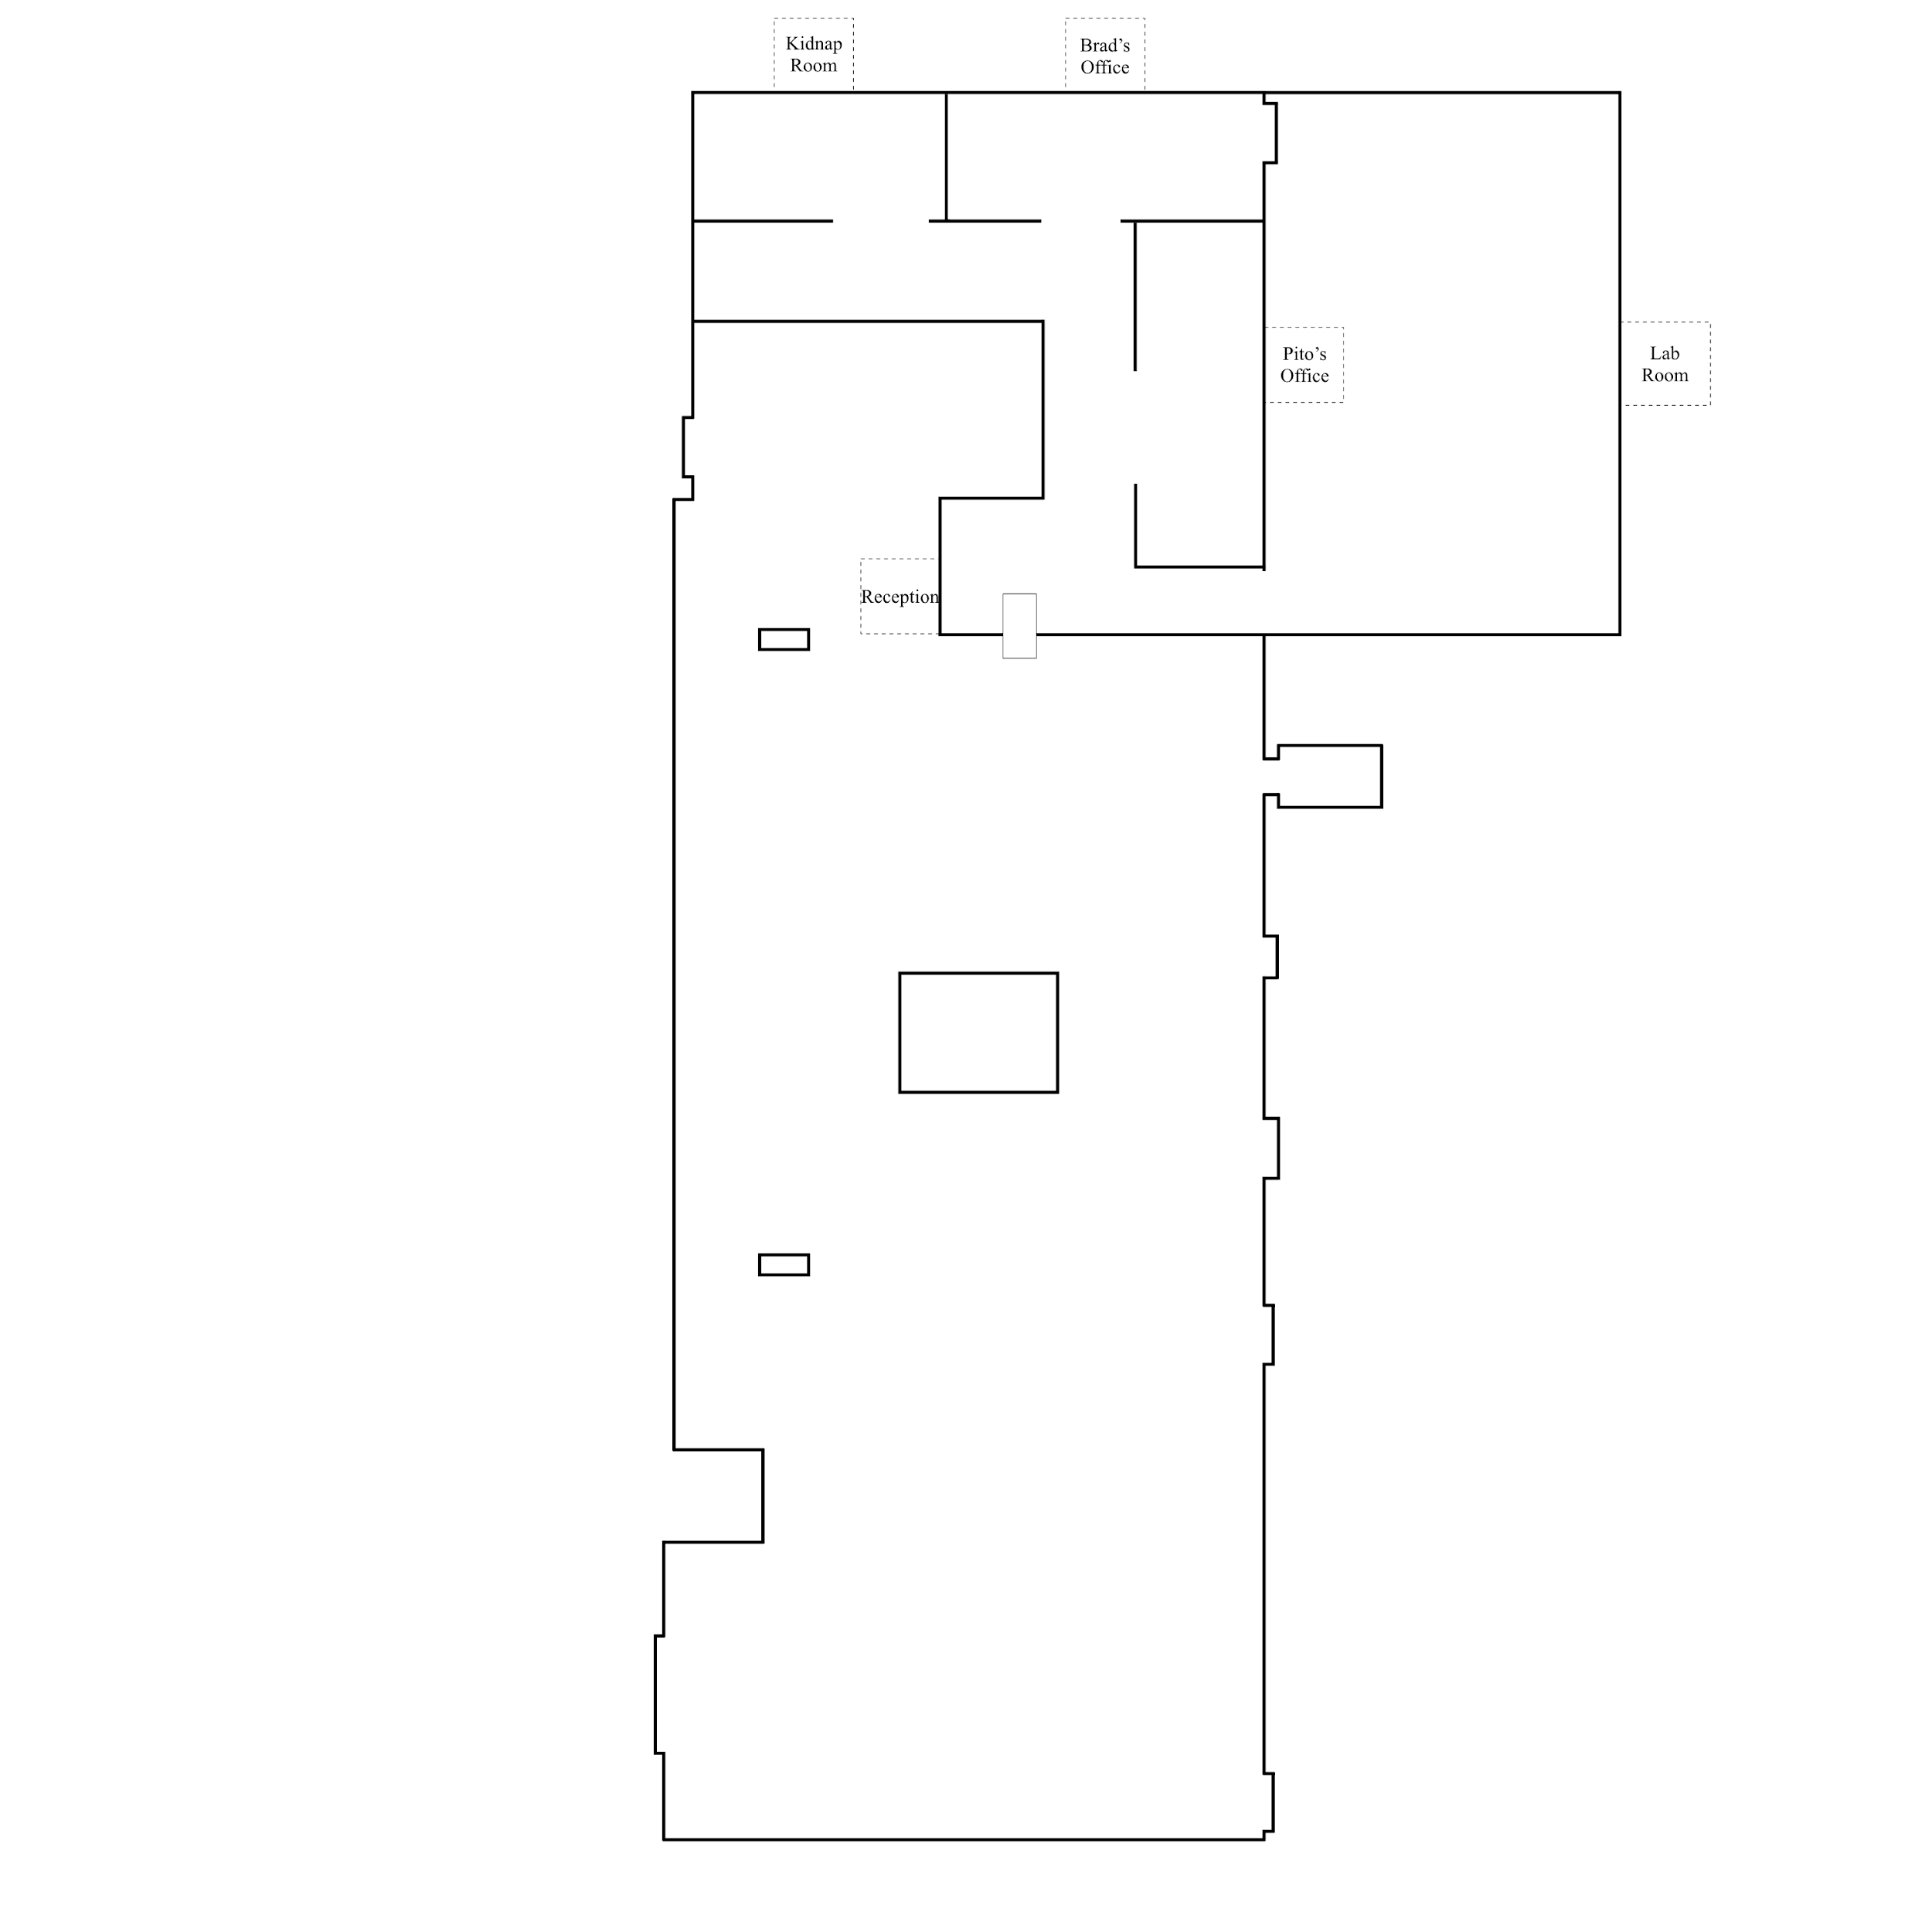 Kidnap
Room
Brad's
Office
Pito's
Office
Lab
Room
Reception